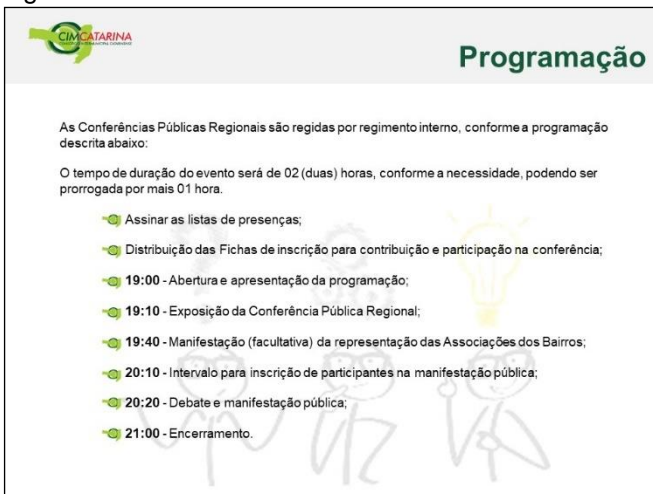 CIMCATARINA
Programação
As Conferências Públicas Regionais são regidas por regimento interno, conforme a programação
descrita abaixo:
O tempo de duração do evento será de 02 (duas) horas, conforme a necessidade, podendo ser
prorrogada por mais 01 hora.
Assinar as listas de presenças;
Distribuição das Fichas de inscrição para contribuição e participação na conferência;
19:00 - Abertura e apresentação da programação;
19:10 - Exposição da Conferência Pública Regional;
19:40 - Manifestação (facultativa) da representação das Associações dos Bairros;
20:10 - Intervalo para inscrição de participantes na manifestação pública;
20:20 - Debate e manifestação pública;
21:00 - Encerramento.